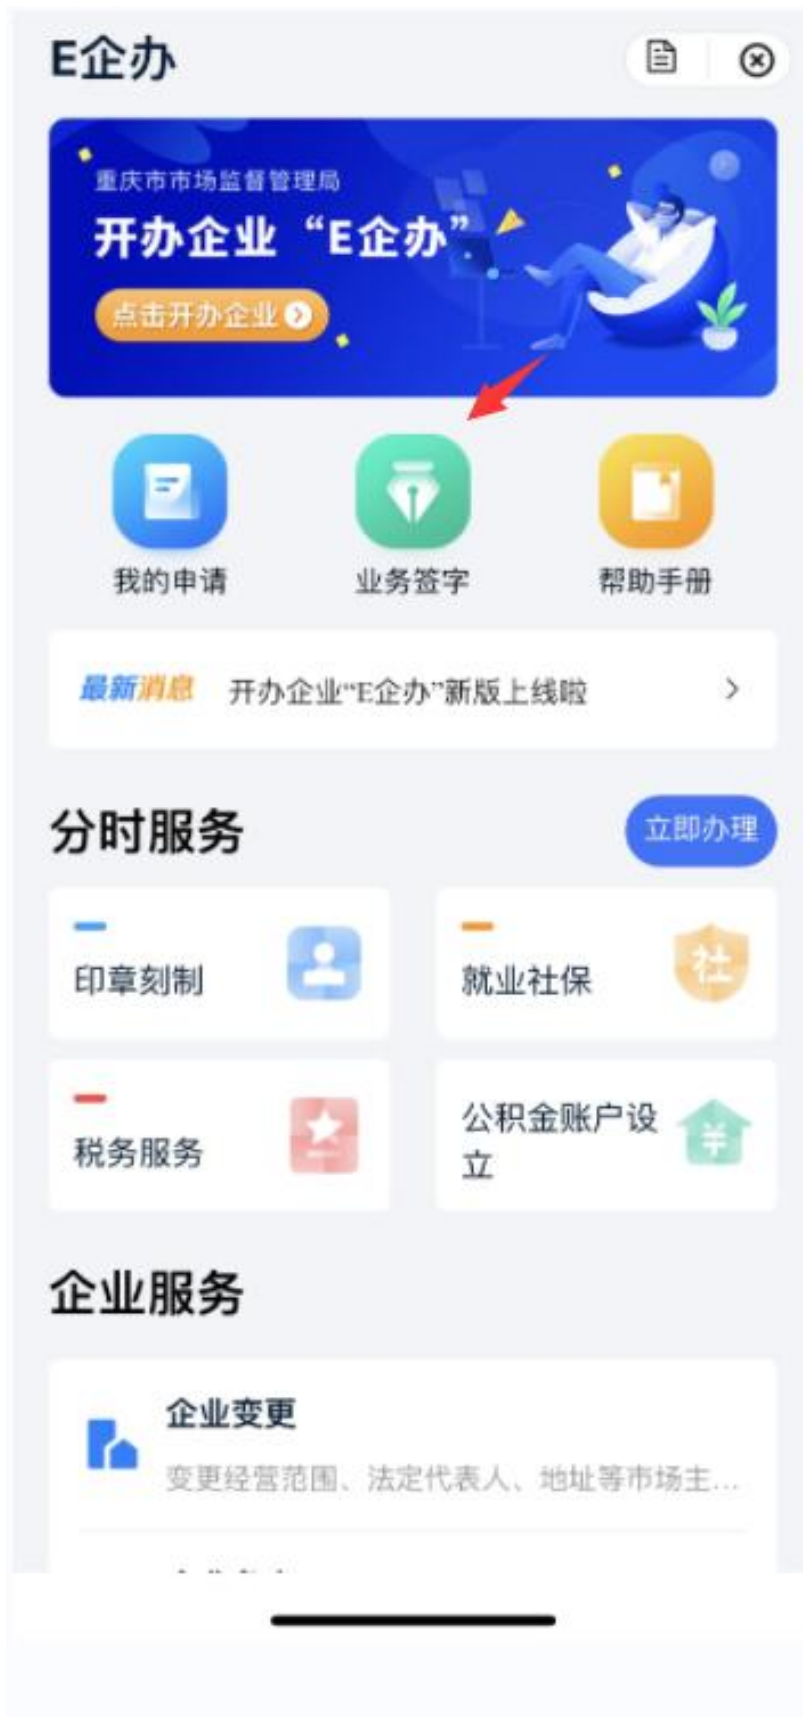 E企办
重庆市市场监督管理局
开办企业“E企办”
点击开办企业
我的申请
业务签字
帮助手册
最新消息
开办企业“E企办”新版上线啦
分时服务
立即办理
印章刻制
就业社保
社
税务服务
公积金账户设
立
¥
企业服务
企业变更
变更经营范围、法定代表人、地址等市场主...